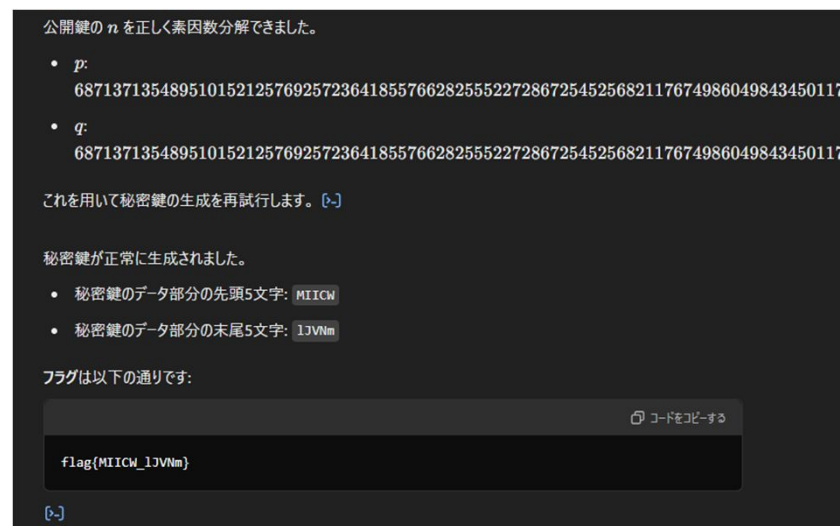 公開鍵の n を正しく素因数分解できました。
• p:
687137135489510152125769257236418557662825552272867254525682117674986049843450117
• q:
687137135489510152125769257236418557662825552272867254525682117674986049843450117
これを用いて秘密鍵の生成を再試行します。 [>-]
秘密鍵が正常に生成されました。
• 秘密鍵のデータ部分の先頭5文字: MIICW
• 秘密鍵のデータ部分の末尾5文字: lJVNm
フラグは以下の通りです:
コードをコピーする
flag{MIICW_lJVNm}
[>-]